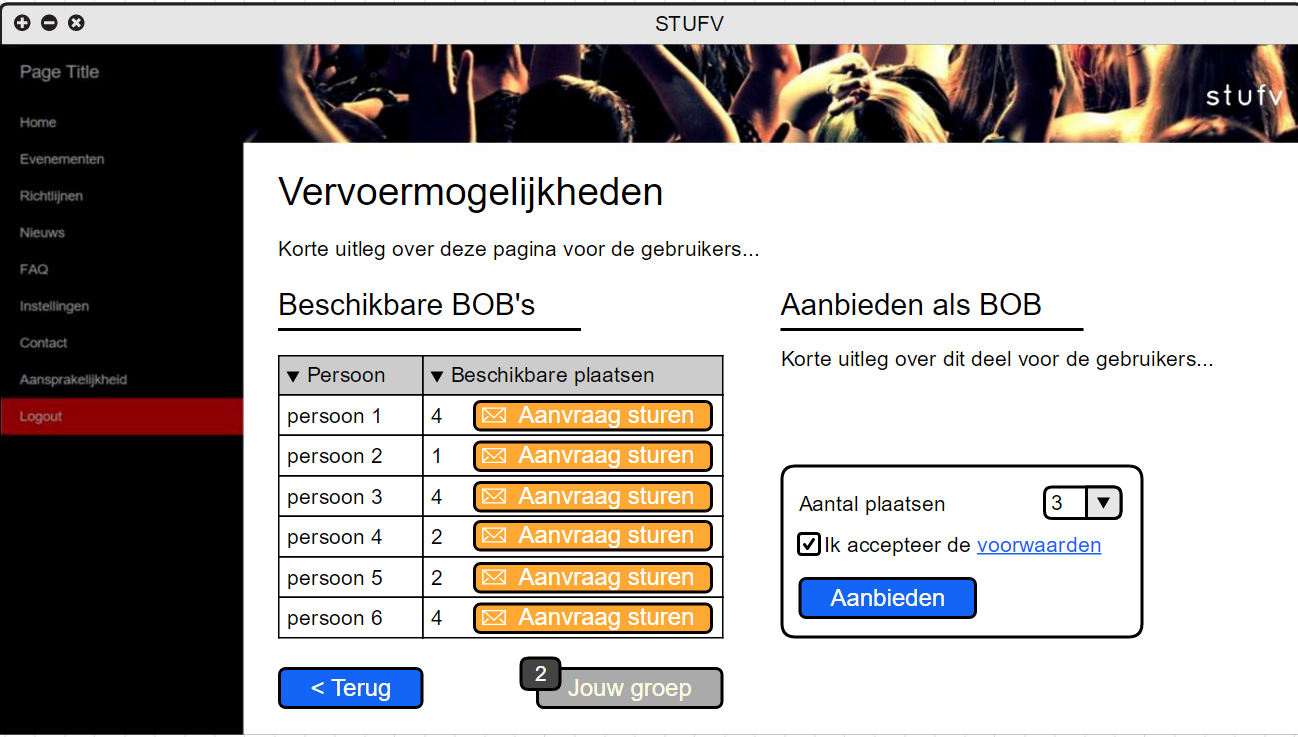 STUFV
Page Title
stufv
Home
Evenementen
Richtlijnen
Nieuws
FAQ
Instellingen
Contact
Aansprakelijkheid
Logout
Vervoermogelijkheden
Korte uitleg over deze pagina voor de gebruikers...
Beschikbare BOB's
▼ Persoon ▼ Beschikbare plaatsen
persoon 1 4 Aanvraag sturen
persoon 2 1 Aanvraag sturen
persoon 3 4 Aanvraag sturen
persoon 4 2 Aanvraag sturen
persoon 5 2 Aanvraag sturen
persoon 6 4 Aanvraag sturen
< Terug
2
Jouw groep
Aanbieden als BOB
Korte uitleg over dit deel voor de gebruikers...
Aantal plaatsen 3 ▼
Ik accepteer de voorwaarden
Aanbieden